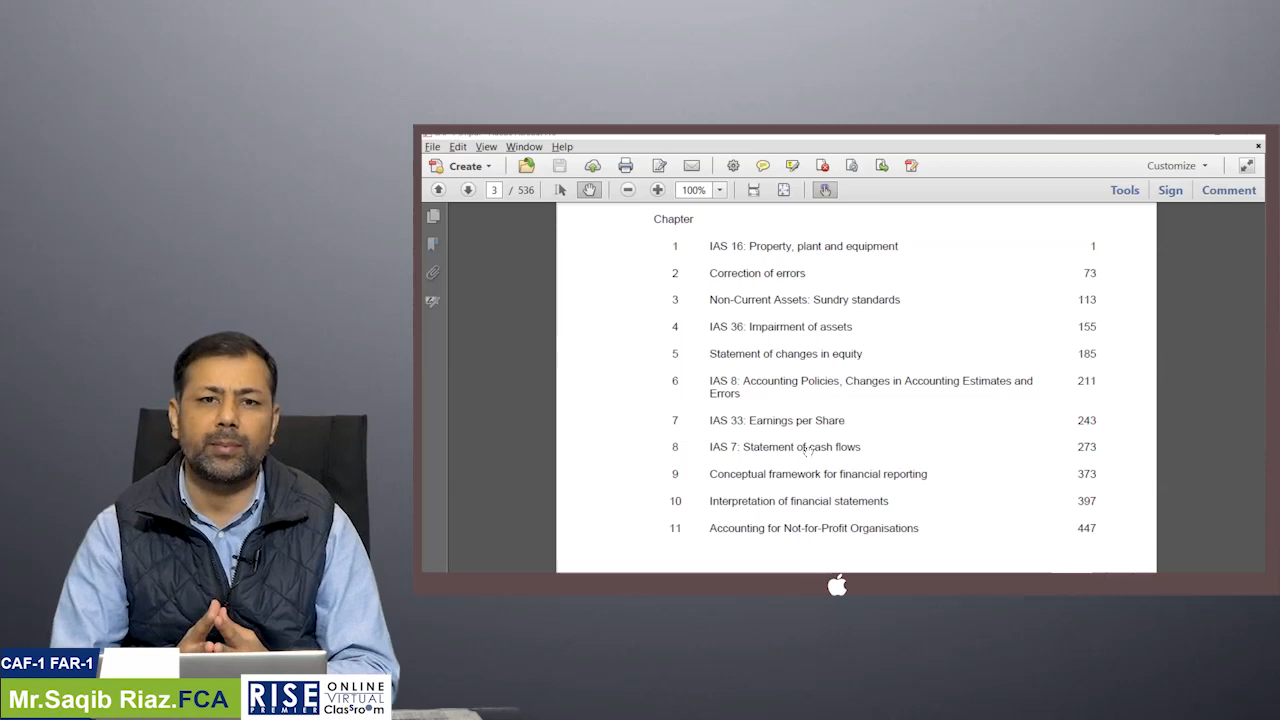 File Edit View Window Help
Create
Customize
3 / 536
100%
Tools Sign Comment
Chapter
1 IAS 16: Property, plant and equipment 1
2 Correction of errors 73
3 Non-Current Assets: Sundry standards 113
4 IAS 36: Impairment of assets 155
5 Statement of changes in equity 185
6 IAS 8: Accounting Policies, Changes in Accounting Estimates and 211
Errors
7 IAS 33: Earnings per Share 243
8 IAS 7: Statement of cash flows 273
9 Conceptual framework for financial reporting 373
10 Interpretation of financial statements 397
11 Accounting for Not-for-Profit Organisations 447
CAF-1 FAR-1
Mr.Saqib Riaz.FCA
RISE
PREMIER
ONLINE
VIRTUAL
Classroom